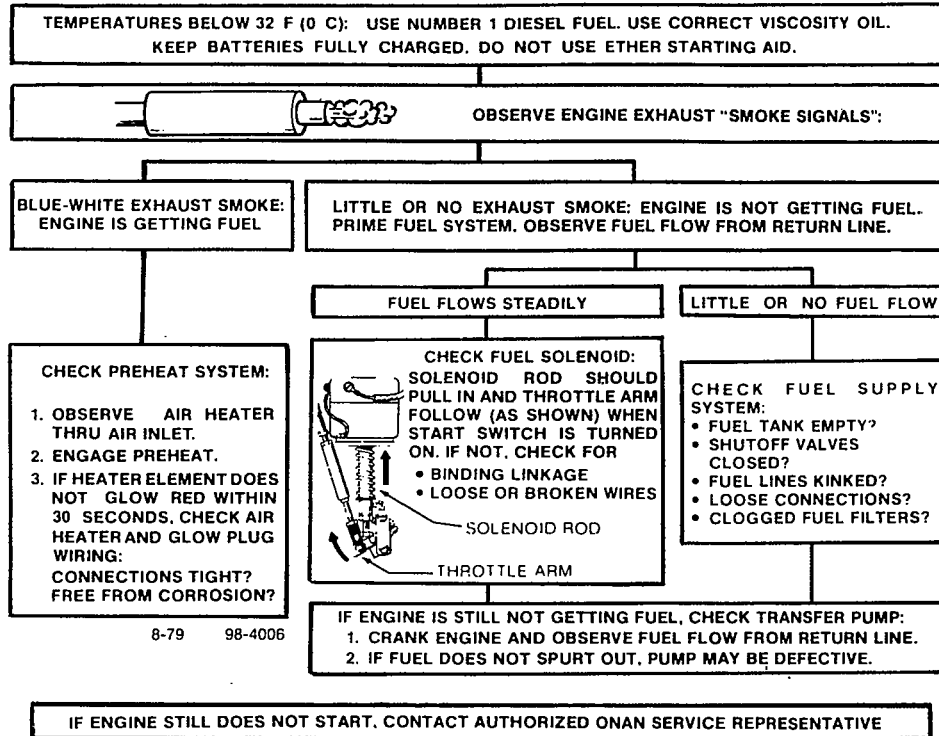 TEMPERATURES BELOW 32 F (0 C): USE NUMBER 1 DIESEL FUEL. USE CORRECT VISCOSITY OIL.
KEEP BATTERIES FULLY CHARGED. DO NOT USE ETHER STARTING AID.
OBSERVE ENGINE EXHAUST "SMOKE SIGNALS":
BLUE-WHITE EXHAUST SMOKE:
ENGINE IS GETTING FUEL
LITTLE OR NO EXHAUST SMOKE: ENGINE IS NOT GETTING FUEL.
PRIME FUEL SYSTEM. OBSERVE FUEL FLOW FROM RETURN LINE.
FUEL FLOWS STEADILY
LITTLE OR NO FUEL FLOW
CHECK PREHEAT SYSTEM:
1. OBSERVE AIR HEATER
THRU AIR INLET.
2. ENGAGE PREHEAT.
3. IF HEATER ELEMENT DOES
NOT GLOW RED WITHIN
30 SECONDS, CHECK AIR
HEATER AND GLOW PLUG
WIRING:
CONNECTIONS TIGHT?
FREE FROM CORROSION?
8-79 98-4006
CHECK FUEL SOLENOID:
SOLENOID ROD SHOULD
PULL IN AND THROTTLE ARM
FOLLOW (AS SHOWN) WHEN
START SWITCH IS TURNED
ON. IF NOT, CHECK FOR
• BINDING LINKAGE
• LOOSE OR BROKEN WIRES
SOLENOID ROD
THROTTLE ARM
CHECK FUEL SUPPLY
SYSTEM:
• FUEL TANK EMPTY?
• SHUTOFF VALVES
CLOSED?
• FUEL LINES KINKED?
• LOOSE CONNECTIONS?
• CLOGGED FUEL FILTERS?
IF ENGINE IS STILL NOT GETTING FUEL, CHECK TRANSFER PUMP:
1. CRANK ENGINE AND OBSERVE FUEL FLOW FROM RETURN LINE.
2. IF FUEL DOES NOT SPURT OUT, PUMP MAY BE DEFECTIVE.
IF ENGINE STILL DOES NOT START, CONTACT AUTHORIZED ONAN SERVICE REPRESENTATIVE